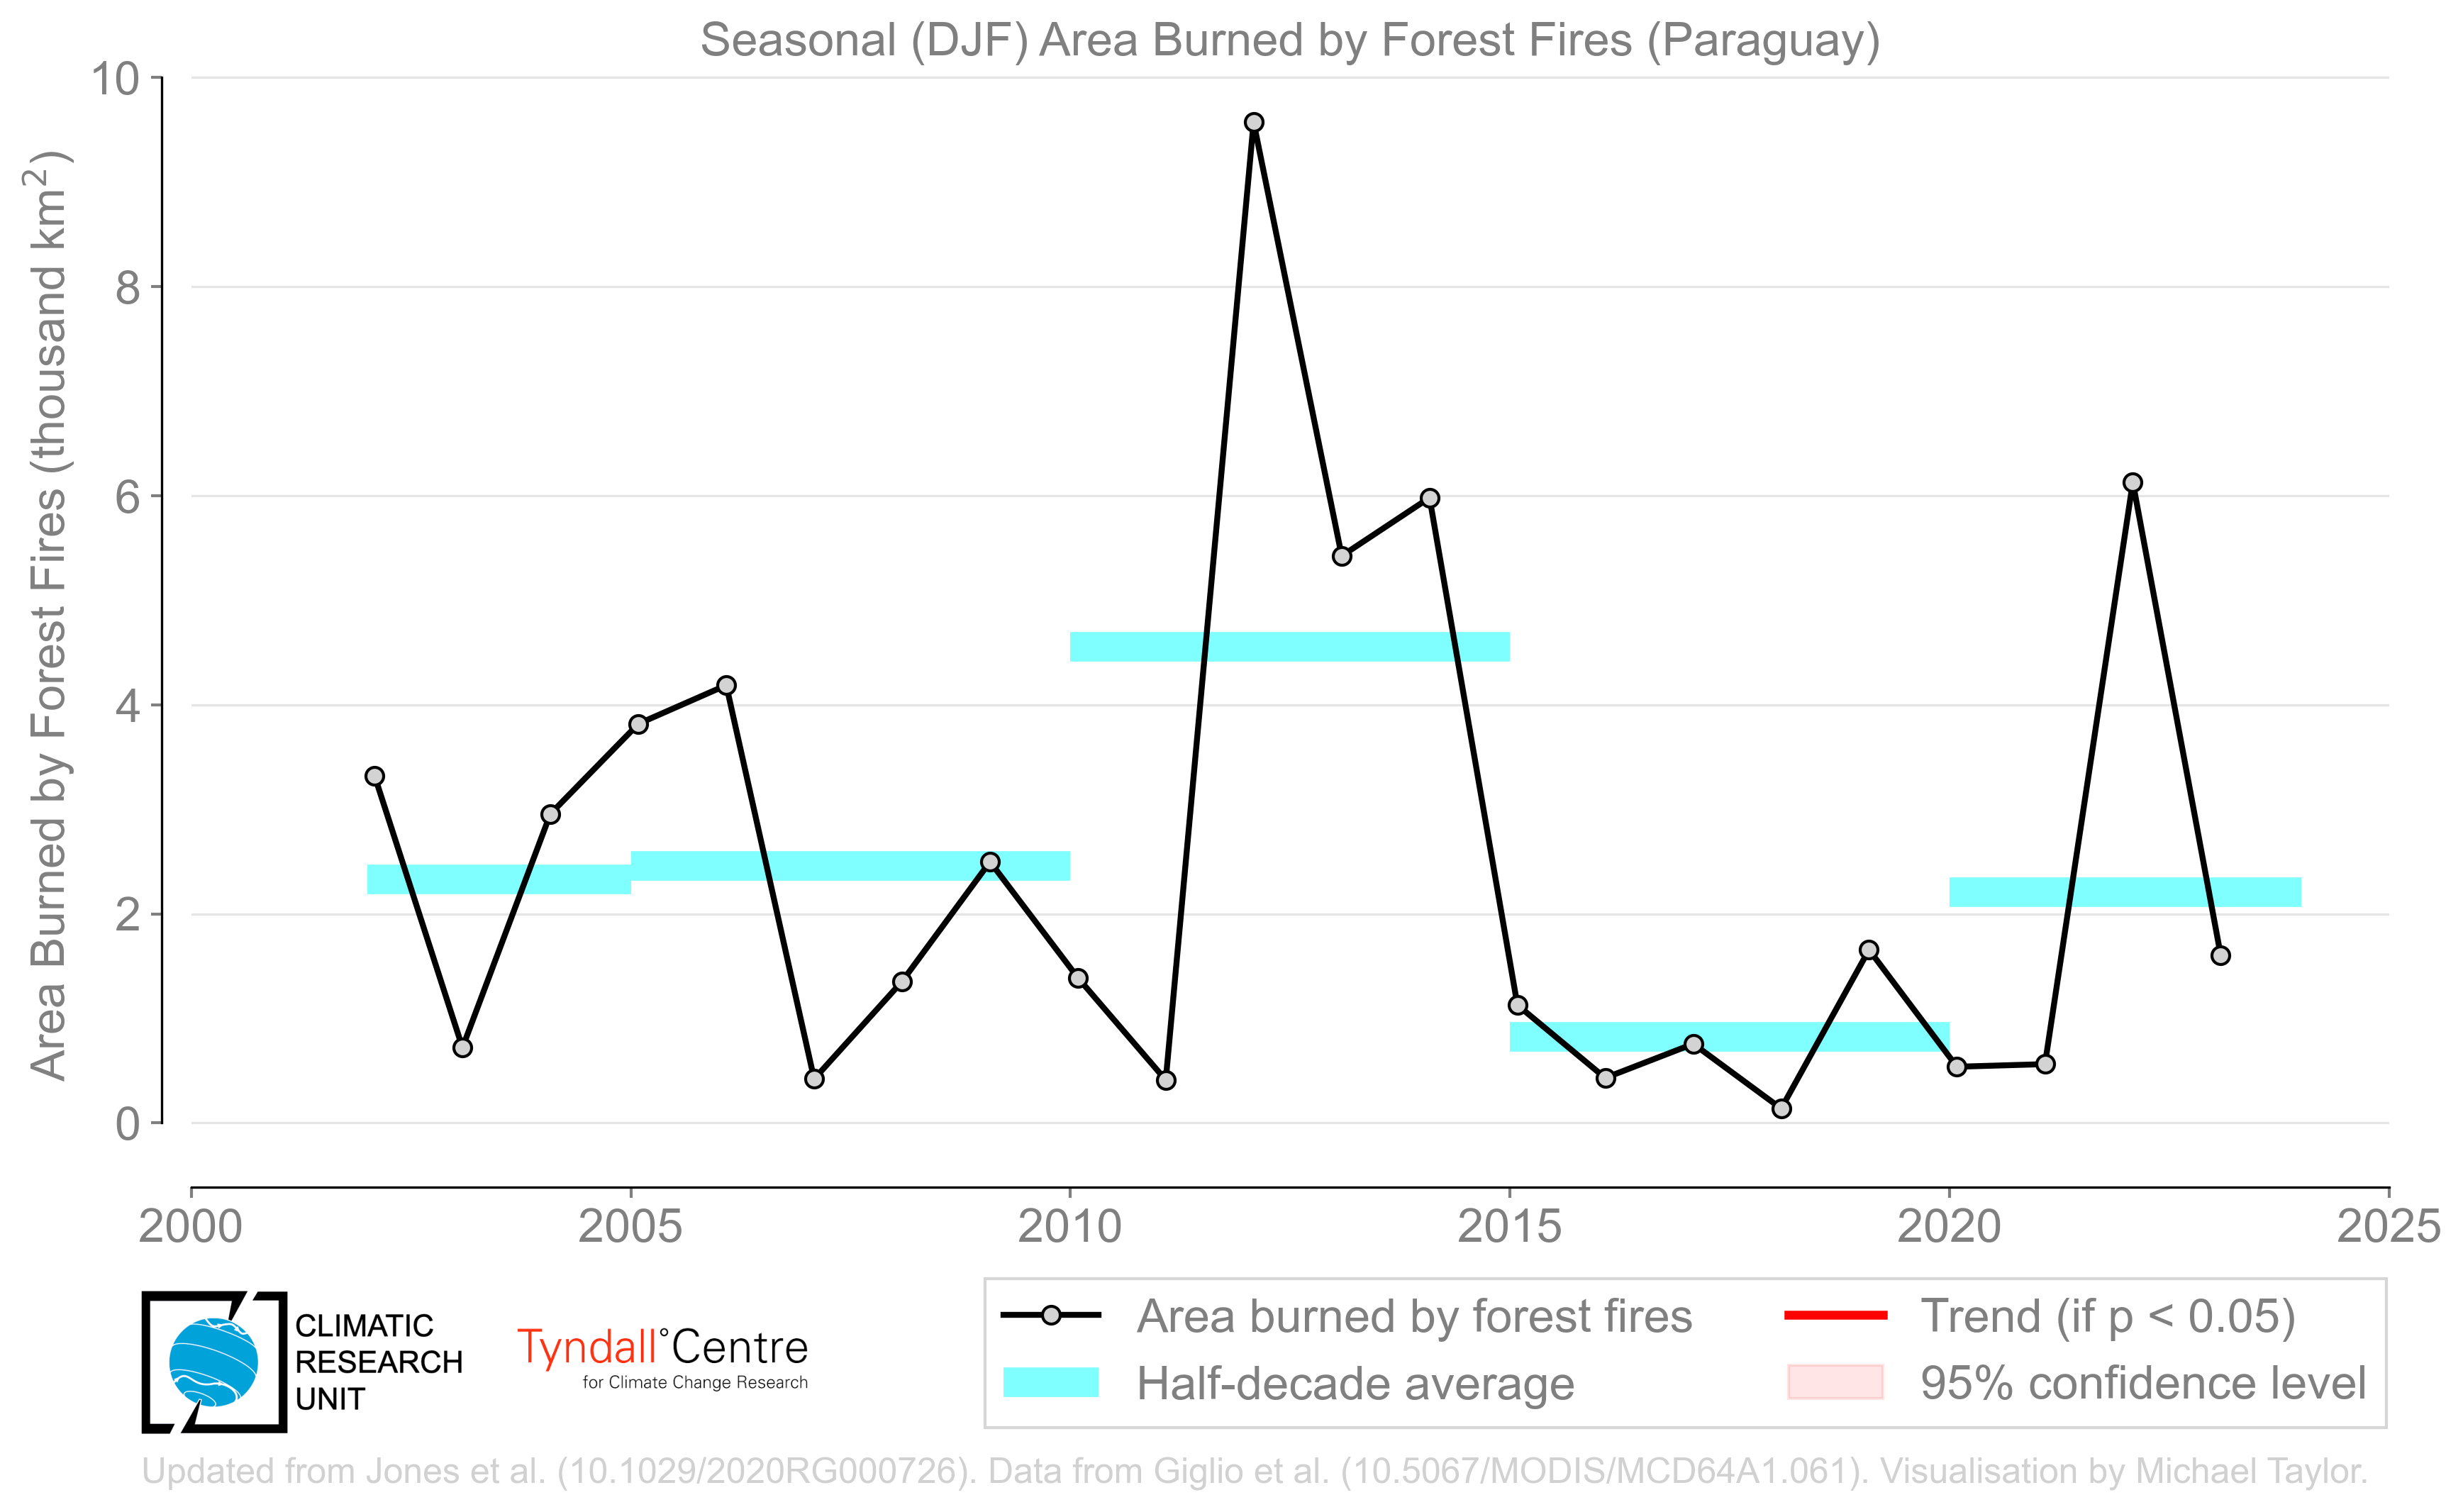 Seasonal (DJF) Area Burned by Forest Fires (Paraguay)
Area Burned by Forest Fires (thousand km²)
10
8
6
4
2
0
2000 2005 2010 2015 2020 2025
CLIMATIC
RESEARCH
UNIT
Tyndall°Centre
for Climate Change Research
Area burned by forest fires
Half-decade average
Trend (if p < 0.05)
95% confidence level
Updated from Jones et al. (10.1029/2020RG000726). Data from Giglio et al. (10.5067/MODIS/MCD64A1.061). Visualisation by Michael Taylor.